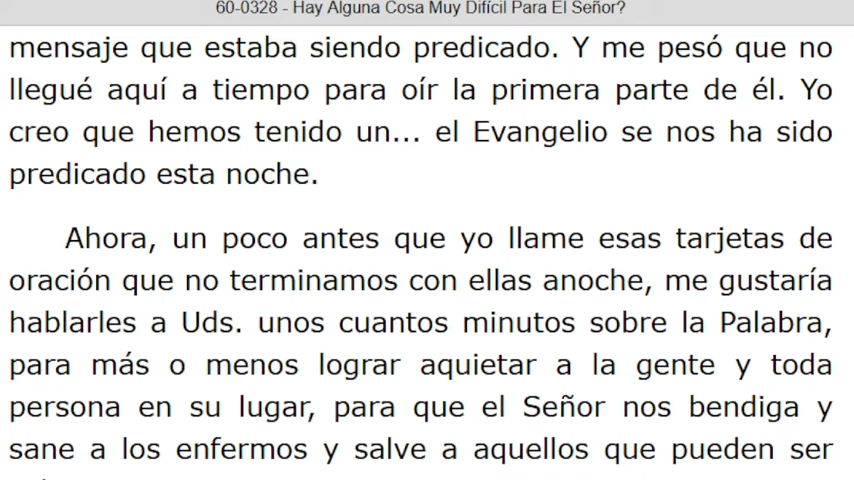 60-0328 - Hay Alguna Cosa Muy Difícil Para El Señor?
mensaje que estaba siendo predicado. Y me pesó que no
llegué aquí a tiempo para oír la primera parte de él. Yo
creo que hemos tenido un... el Evangelio se nos ha sido
predicado esta noche.
Ahora, un poco antes que yo llame esas tarjetas de
oración que no terminamos con ellas anoche, me gustaría
hablarles a Uds. unos cuantos minutos sobre la Palabra,
para más o menos lograr aquietar a la gente y toda
persona en su lugar, para que el Señor nos bendiga y
sane a los enfermos y salve a aquellos que pueden ser